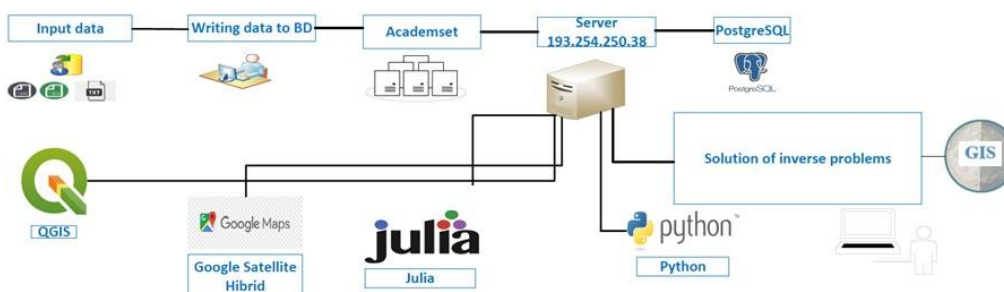 Input data
Writing data to BD
Academset
Server
193.254.250.38
PostgreSQL
TXT
PostgreSQL
Solution of inverse problems
GIS
QGIS
Google Maps
Google Satellite
Hibrid
julia
Julia
python™
Python